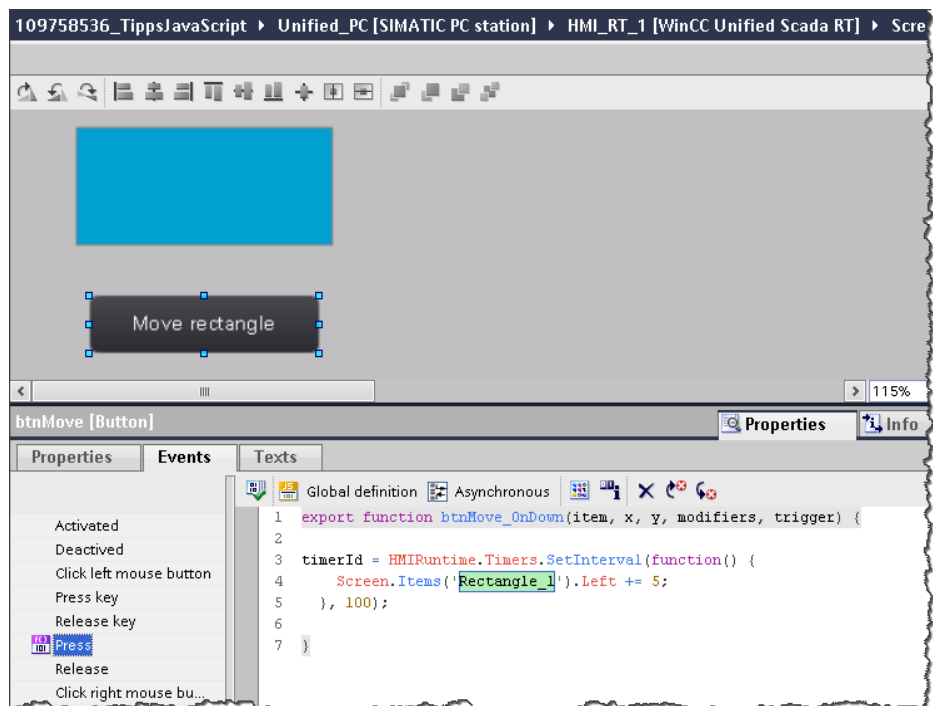 109758536_TippsJavaScript ▸ Unified_PC [SIMATIC PC station] ▸ HMI_RT_1 [WinCC Unified Scada RT] ▸ Scre
Move rectangle
115%
btnMove [Button]
Properties
Info
Properties
Events
Texts
Global definition
Asynchronous
Activated
Deactived
Click left mouse button
Press key
Release key
Press
Release
Click right mouse bu...
1 export function btnMove_OnDown(item, x, y, modifiers, trigger) {
2
3 timerId = HMIRuntime.Timers.SetInterval(function() {
4 Screen.Items('Rectangle_1').Left += 5;
5 }, 100);
6
7 }